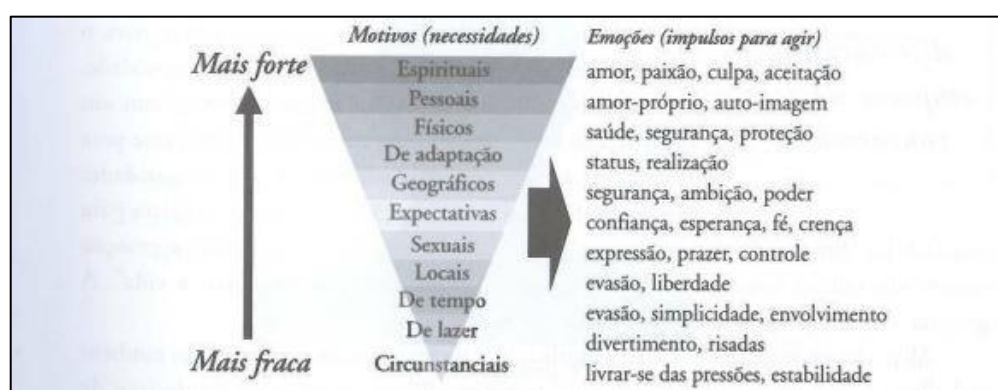 Motivos (necessidades) Emoções (impulsos para agir)
Mais forte
Espirituais amor, paixão, culpa, aceitação
Pessoais amor-próprio, auto-imagem
Físicos saúde, segurança, proteção
De adaptação status, realização
Geográficos segurança, ambição, poder
Expectativas confiança, esperança, fé, crença
Sexuais expressão, prazer, controle
Locais evasão, liberdade
De tempo evasão, simplicidade, envolvimento
De lazer divertimento, risadas
Mais fraca
Circunstanciais livrar-se das pressões, estabilidade